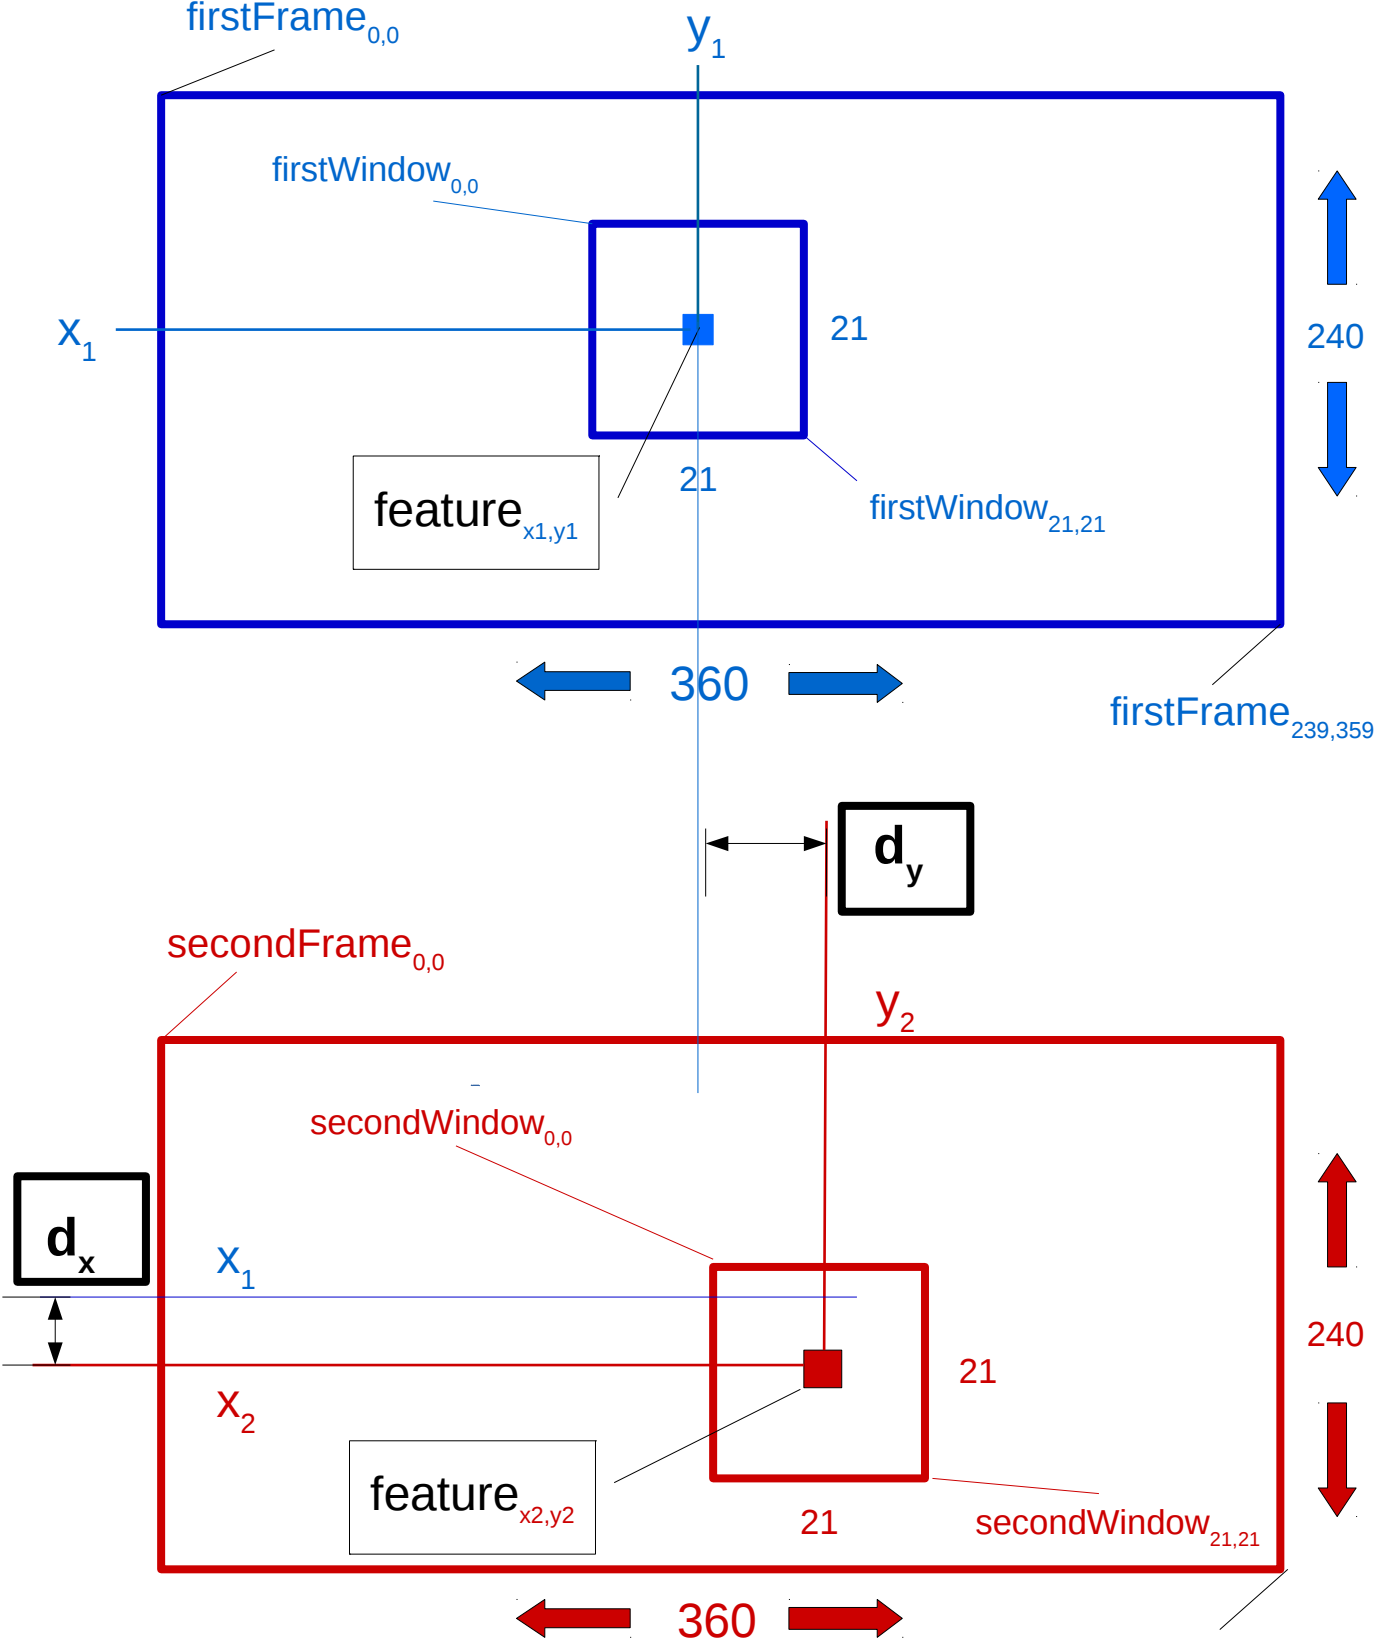 firstFrame0,0
y1
firstWindow0,0
x1
21
240
21
feature x1,y1
firstWindow21,21
360
firstFrame239,359
dy
secondFrame0,0
y2
secondWindow0,0
dx
x1
21
240
x2
feature x2,y2
21
secondWindow21,21
360